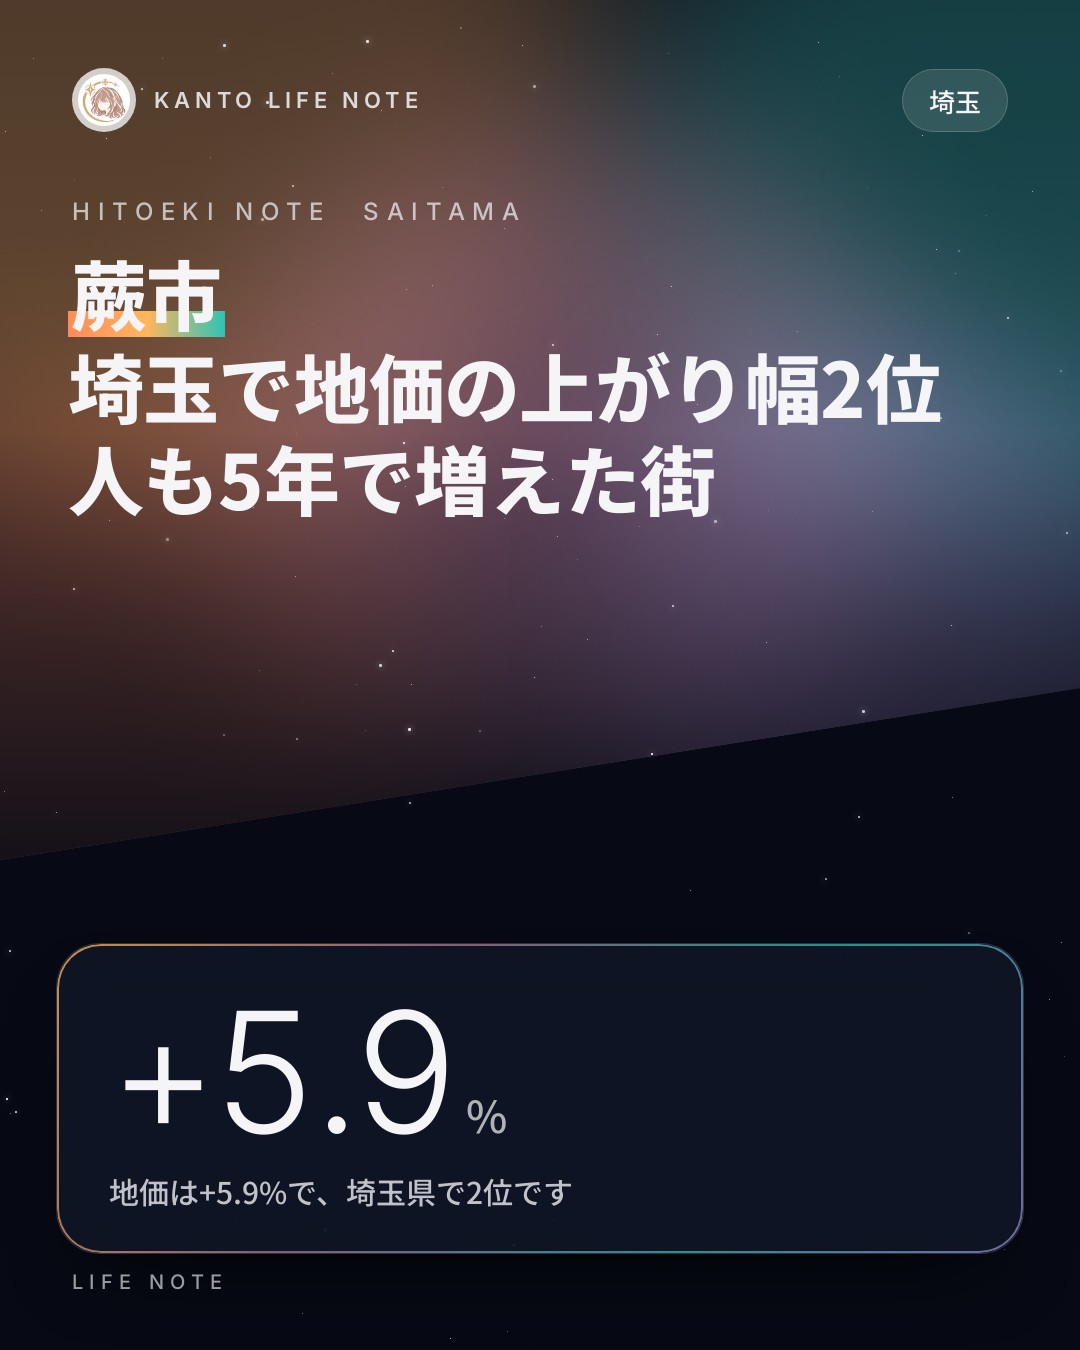 KANTO LIFE NOTE
埼玉
HITOEKI NOTE SAITAMA
蕨市
埼玉で地価の上がり幅2位
人も5年で増えた街
+5.9%
地価は+5.9%で、埼玉県で2位です
LIFE NOTE